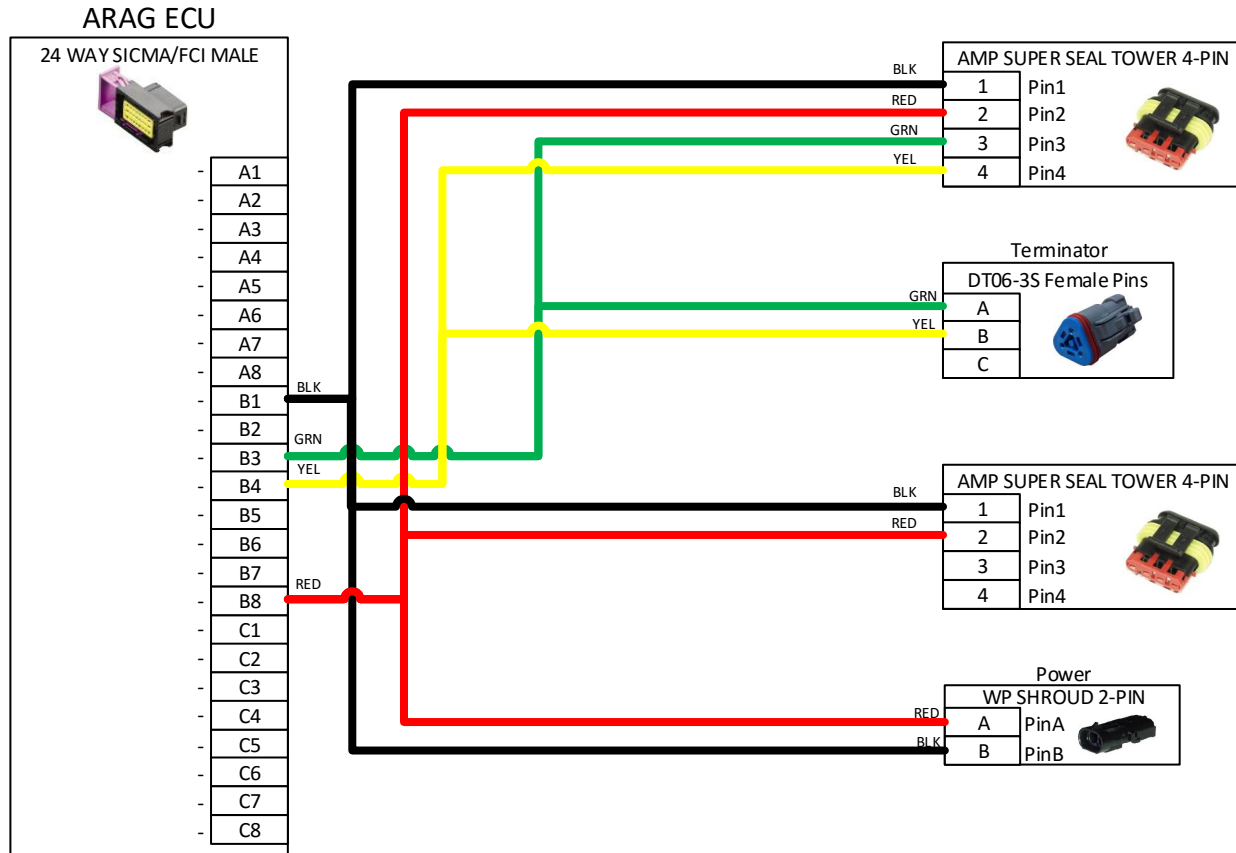 ARAG ECU
24 WAY SICMA/FCI MALE
- A1
- A2
- A3
- A4
- A5
- A6
- A7
- A8
BLK
- B1
- B2
GRN
- B3
YEL
- B4
- B5
- B6
- B7
RED
- B8
- C1
- C2
- C3
- C4
- C5
- C6
- C7
- C8
AMP SUPER SEAL TOWER 4-PIN
BLK 1 Pin1
RED 2 Pin2
GRN 3 Pin3
YEL 4 Pin4
Terminator
DT06-3S Female Pins
GRN A
YEL B
C
AMP SUPER SEAL TOWER 4-PIN
BLK 1 Pin1
RED 2 Pin2
3 Pin3
4 Pin4
Power
WP SHROUD 2-PIN
RED A PinA
BLK B PinB